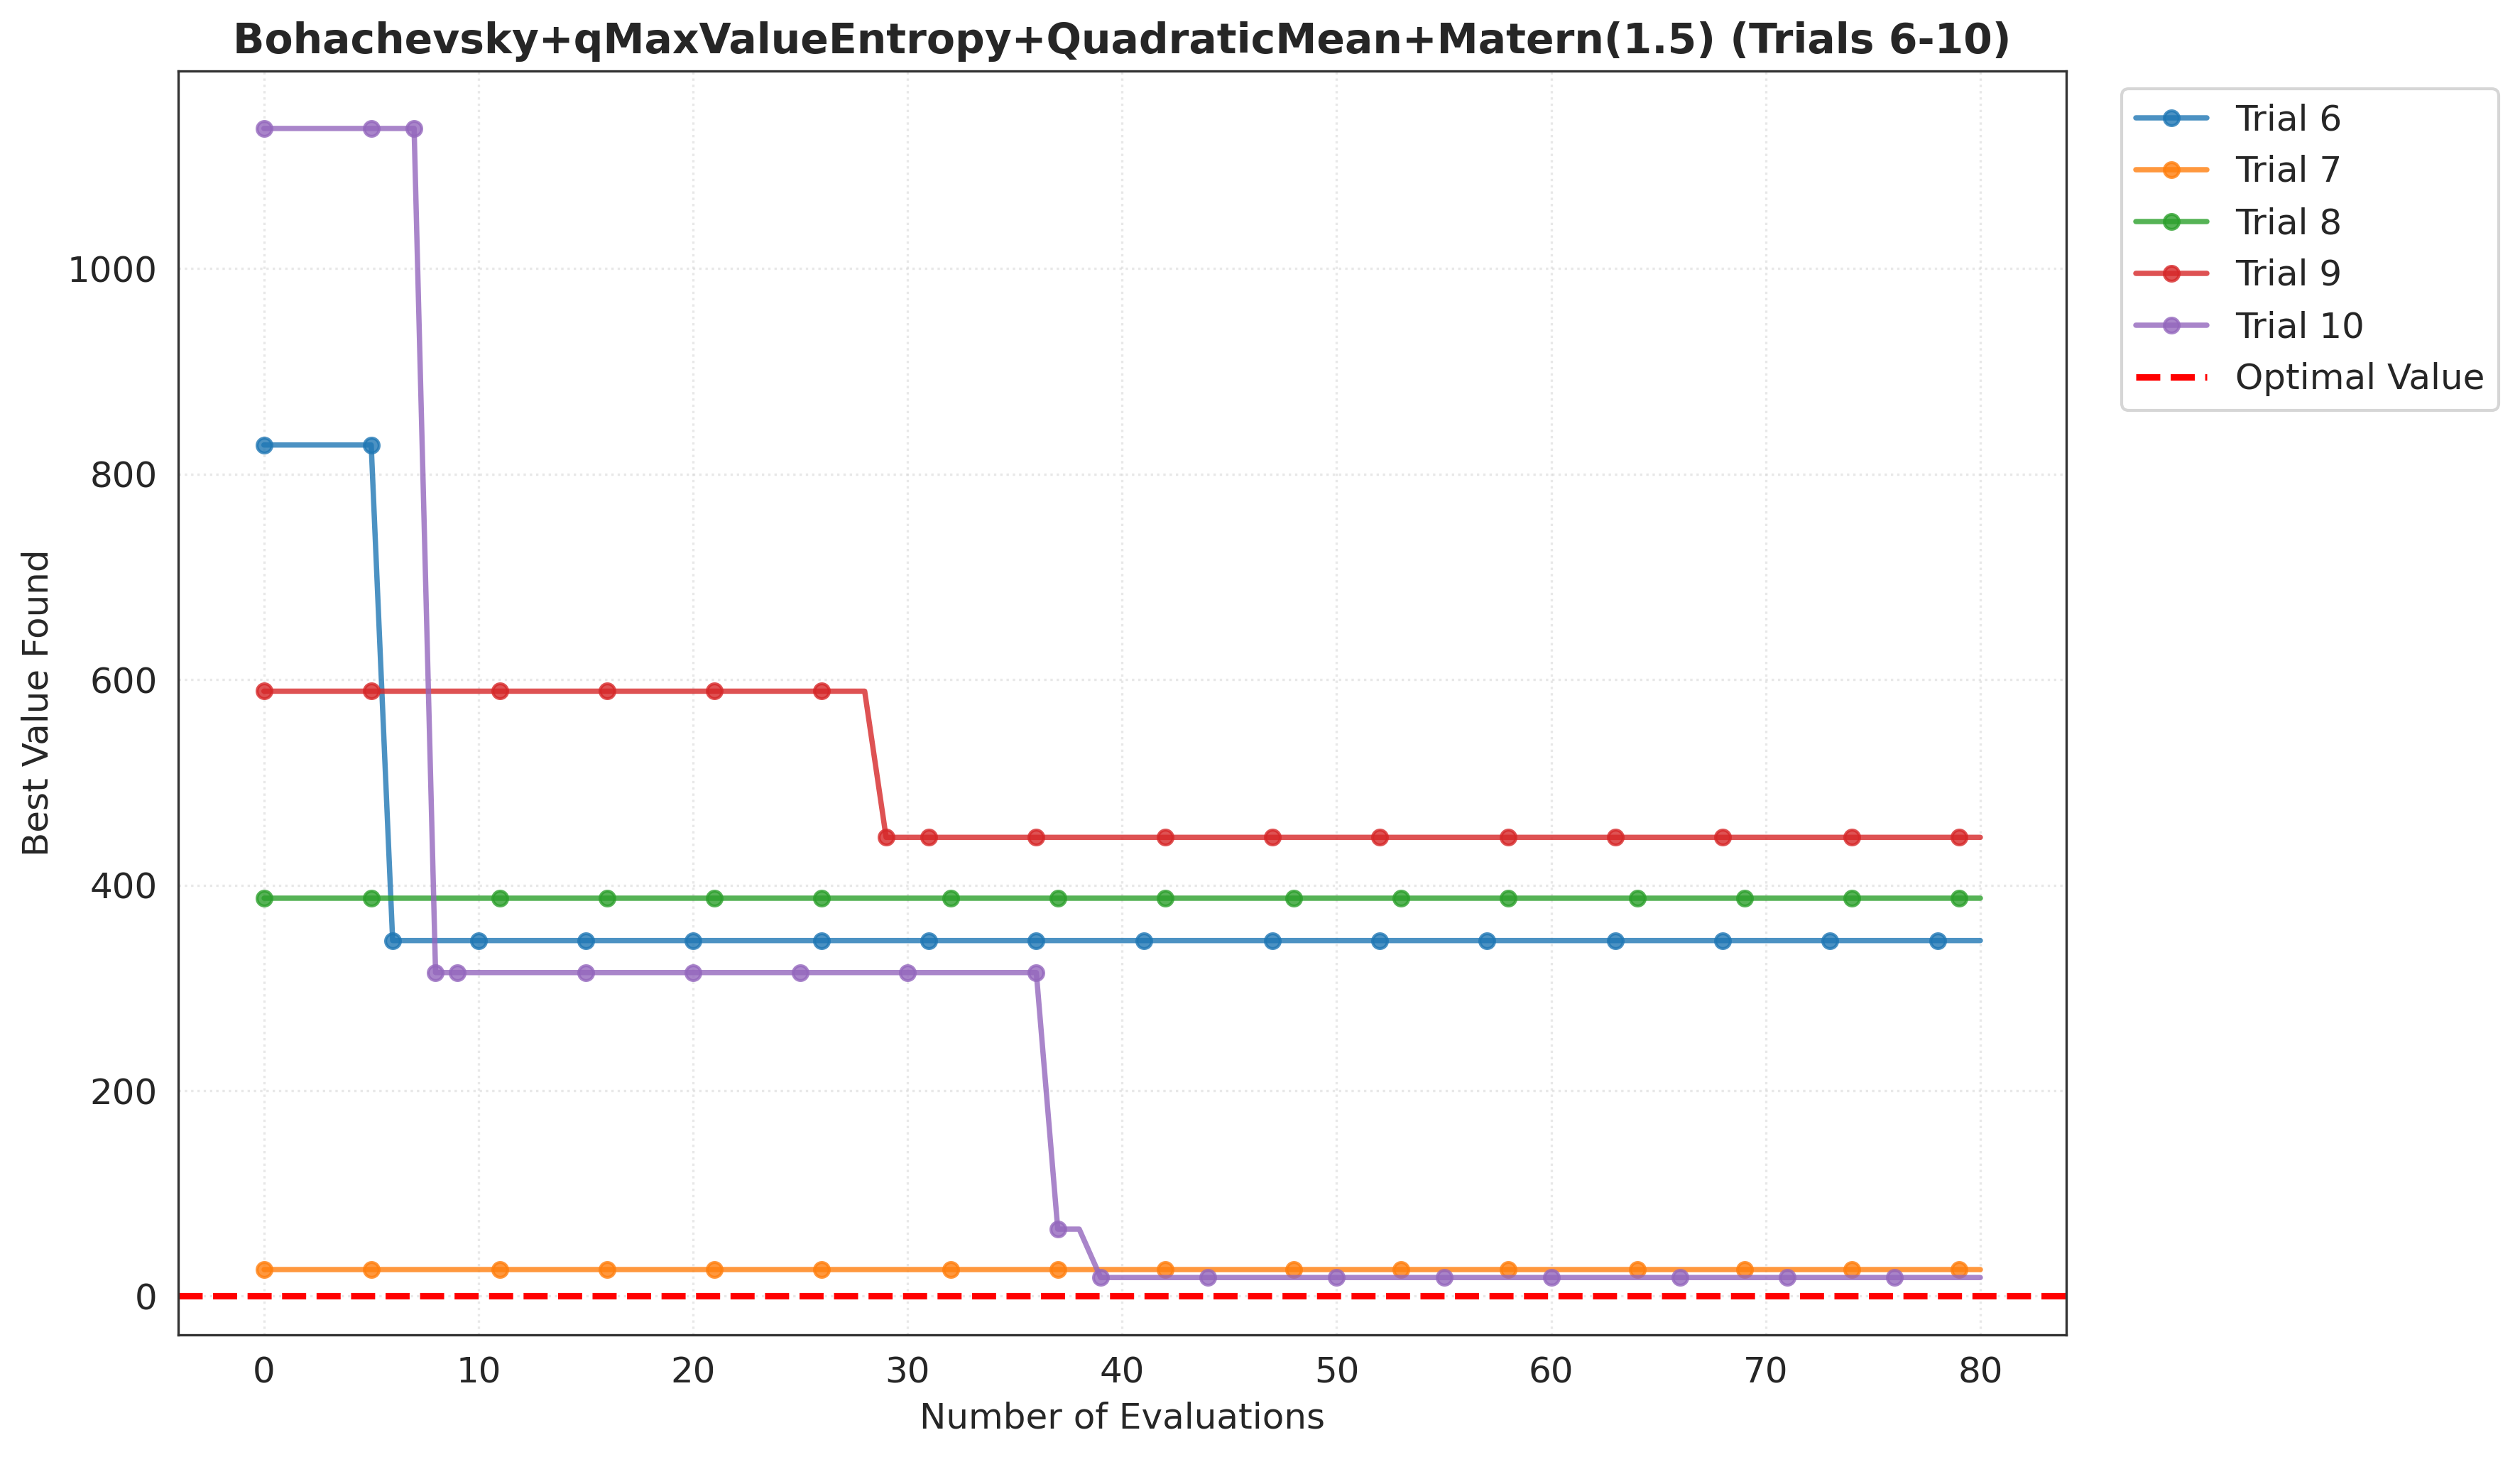 Bohachevsky+qMaxValueEntropy+QuadraticMean+Matern(1.5) (Trials 6-10)
Trial 6
Trial 7
Trial 8
Trial 9
Trial 10
Optimal Value
Best Value Found
1000
800
600
400
200
0
0 10 20 30 40 50 60 70 80
Number of Evaluations